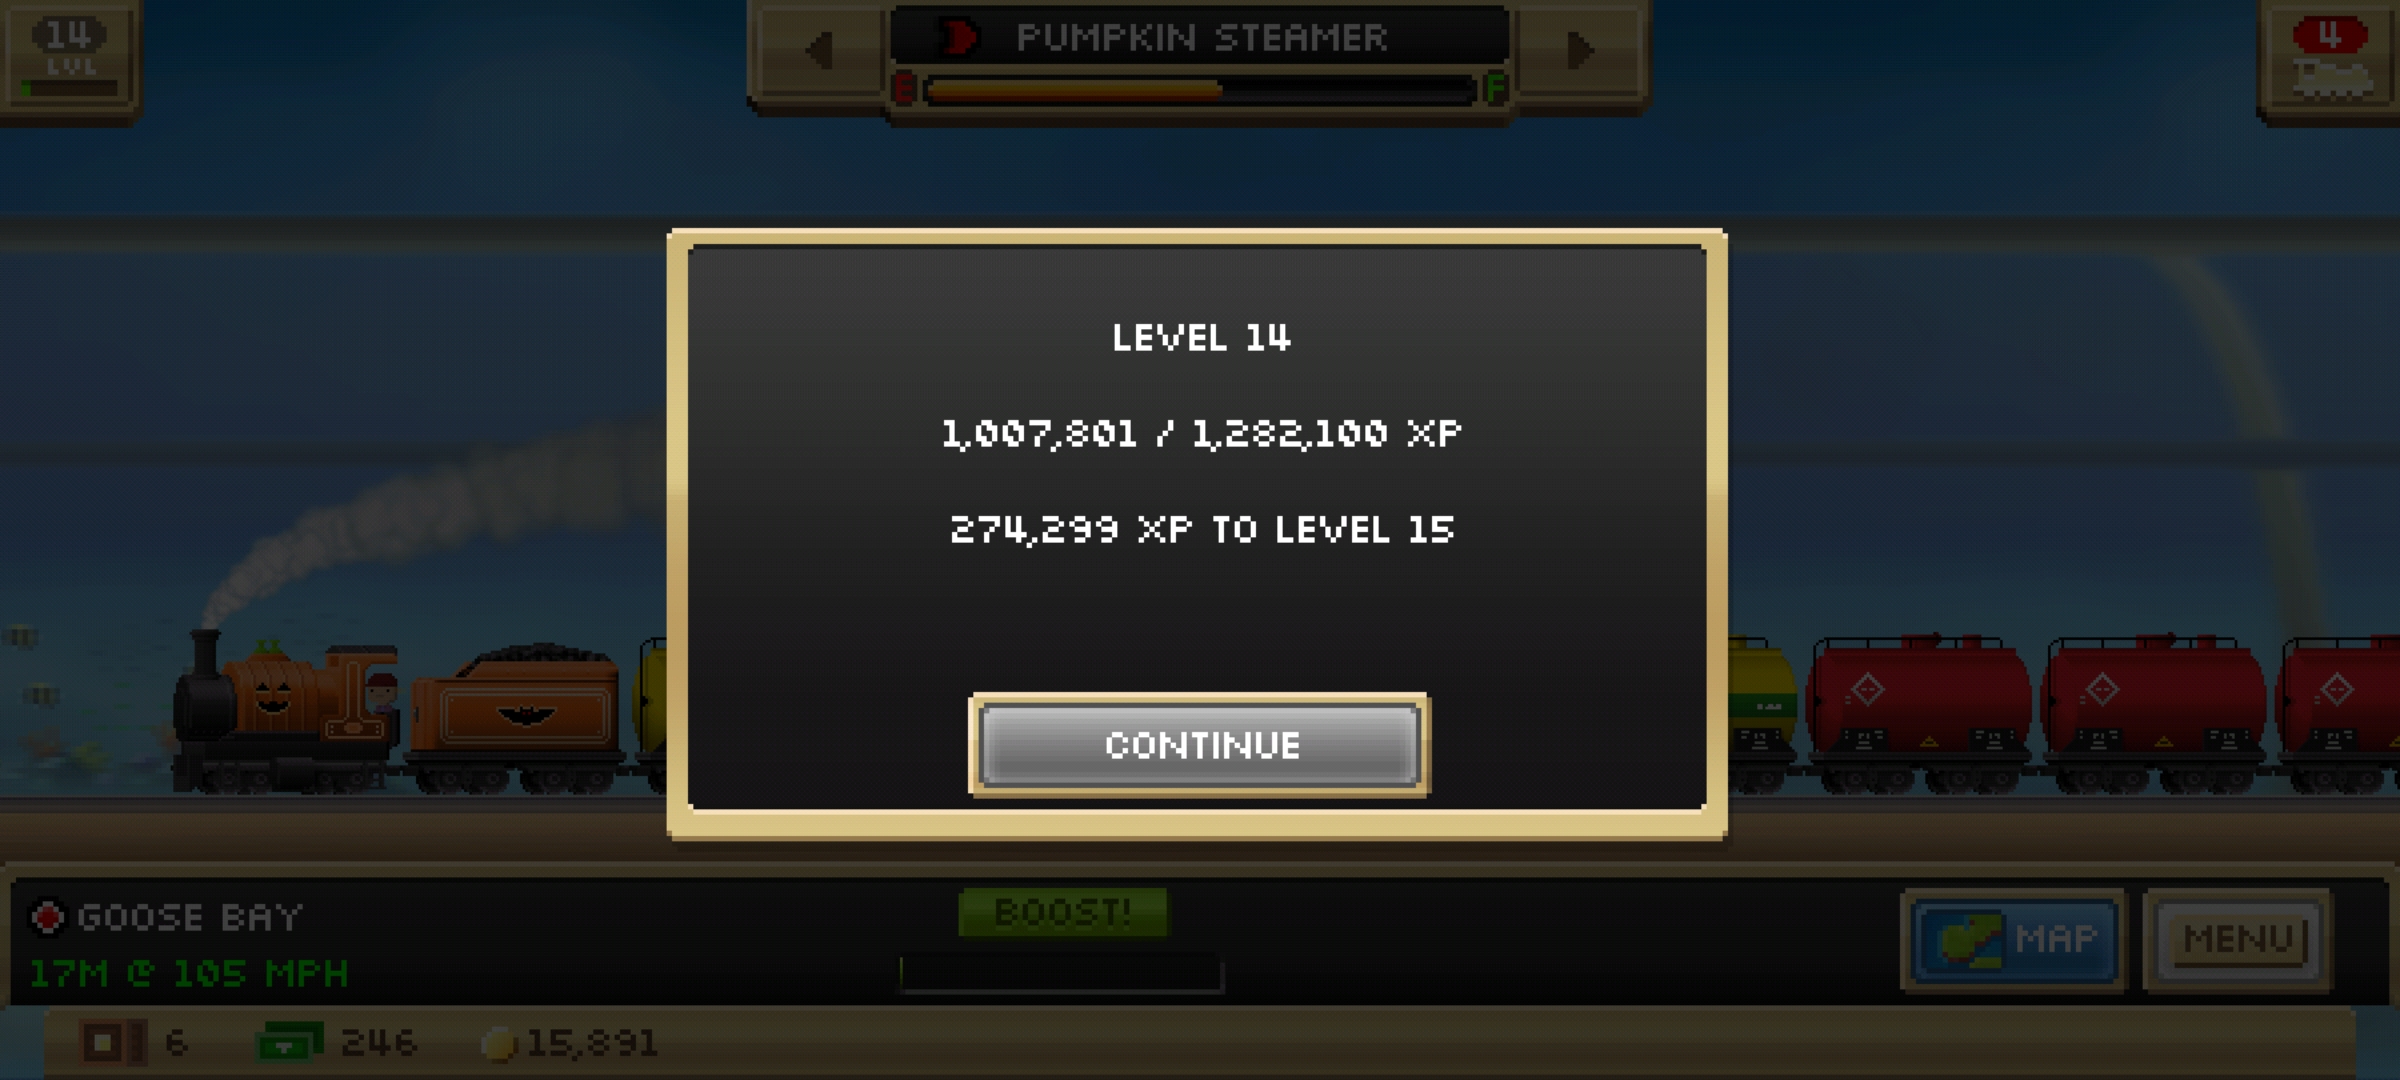 14
LVL
PUMPKIN STEAMER
E
F
4
LEVEL 14
1,007,801 / 1,282,100 XP
274,299 XP TO LEVEL 15
CONTINUE
GOOSE BAY
17M @ 105 MPH
BOOST!
MAP
MENU
6
246
15,891